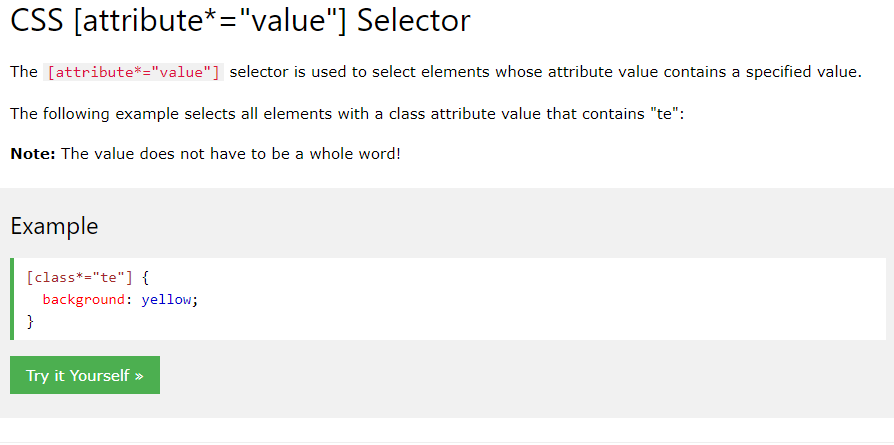 CSS [attribute*="value"] Selector
The [attribute*="value"] selector is used to select elements whose attribute value contains a specified value.
The following example selects all elements with a class attribute value that contains "te":
Note: The value does not have to be a whole word!
Example
[class*="te"] {
  background: yellow;
}
Try it Yourself »